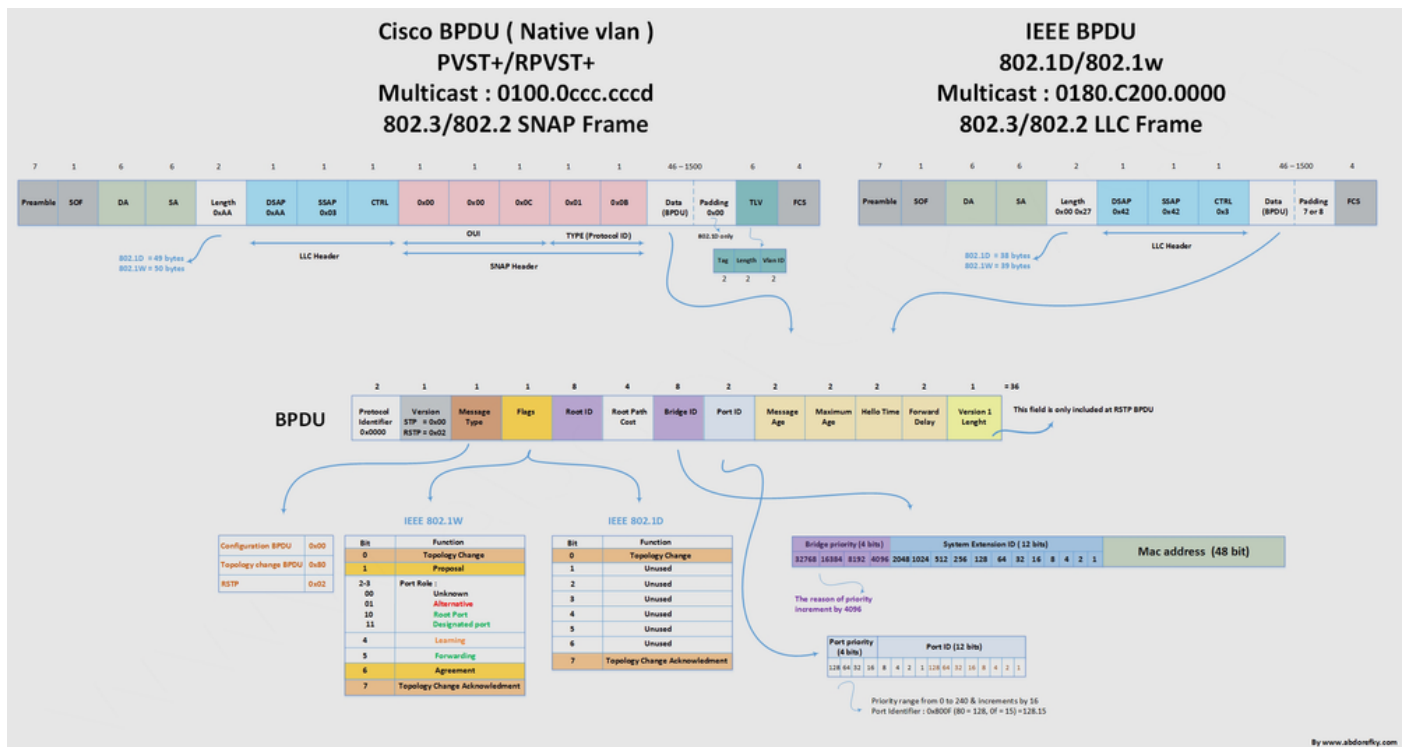 Cisco BPDU ( Native vlan )
PVST+/RPVST+
Multicast : 0100.0ccc.cccd
802.3/802.2 SNAP Frame
IEEE BPDU
802.1D/802.1w
Multicast : 0180.C200.0000
802.3/802.2 LLC Frame
7 1 6 6 2 1 1 1 1 1 1 1 1 46 – 1500 6 4
Preamble SOF DA SA Length 0xAA DSAP 0xAA SSAP 0x03 CTRL 0x00 0x00 0x0C 0x01 0x0B Data (BPDU) Padding 0x00 TLV FCS
OUI
TYPE (Protocol ID)
802.1D only
802.1D = 49 bytes
802.1W = 50 bytes
LLC Header
SNAP Header
Tag Length Vlan ID
2 2 2
7 1 6 6 2 1 1 1 46 – 1500 4
Preamble SOF DA SA Length 0x00 0x27 DSAP 0x42 SSAP 0x42 CTRL 0x3 Data (BPDU) Padding 7 or 8 FCS
LLC Header
802.1D = 38 bytes
802.1W = 39 bytes
2 1 1 1 8 4 8 2 2 2 2 2 1 = 36
BPDU
Protocol Identifier 0x0000
Version STP = 0x00 RSTP = 0x02
Message Type
Flags
Root ID
Root Path Cost
Bridge ID
Port ID
Message Age
Maximum Age
Hello Time
Forward Delay
Version 1 Lenght
This field is only included at RSTP BPDU
Configuration BPDU 0x00
Topology change BPDU 0x80
RSTP 0x02
IEEE 802.1W
Bit Function
0 Topology Change
1 Proposal
2-3 Port Role :
00 Unknown
01 Alternative
10 Root Port
11 Designated port
4 Learning
5 Forwarding
6 Agreement
7 Topology Change Acknowledment
IEEE 802.1D
Bit Function
0 Topology Change
1 Unused
2 Unused
3 Unused
4 Unused
5 Unused
6 Unused
7 Topology Change Acknowledment
Bridge priority (4 bits) System Extension ID ( 12 bits) Mac address (48 bit)
32768 16384 8192 4096 2048 1024 512 256 128 64 32 16 8 4 2 1
The reason of priority
increment by 4096
Port priority (4 bits) Port ID (12 bits)
128 64 32 16 8 4 2 1 128 64 32 16 8 4 2 1
Priority range from 0 to 240 & increments by 16
Port Identifier : 0x800F (80 = 128, 0f = 15) =128.15
By www.abdorefky.com